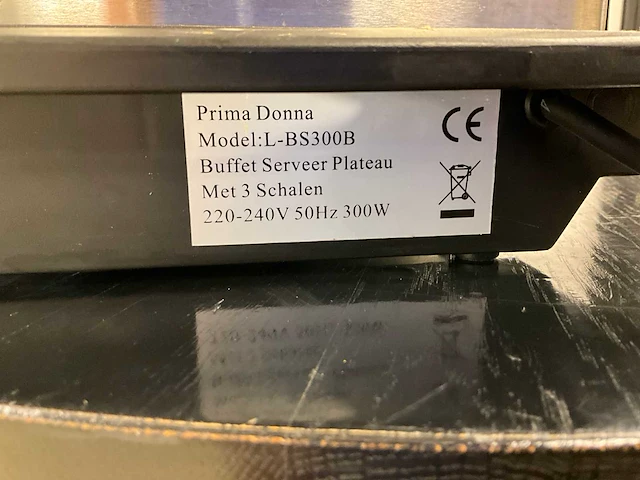 Prima Donna
Model:L-BS300B
Buffet Serveer Plateau
Met 3 Schalen
220-240V 50Hz 300W
CE